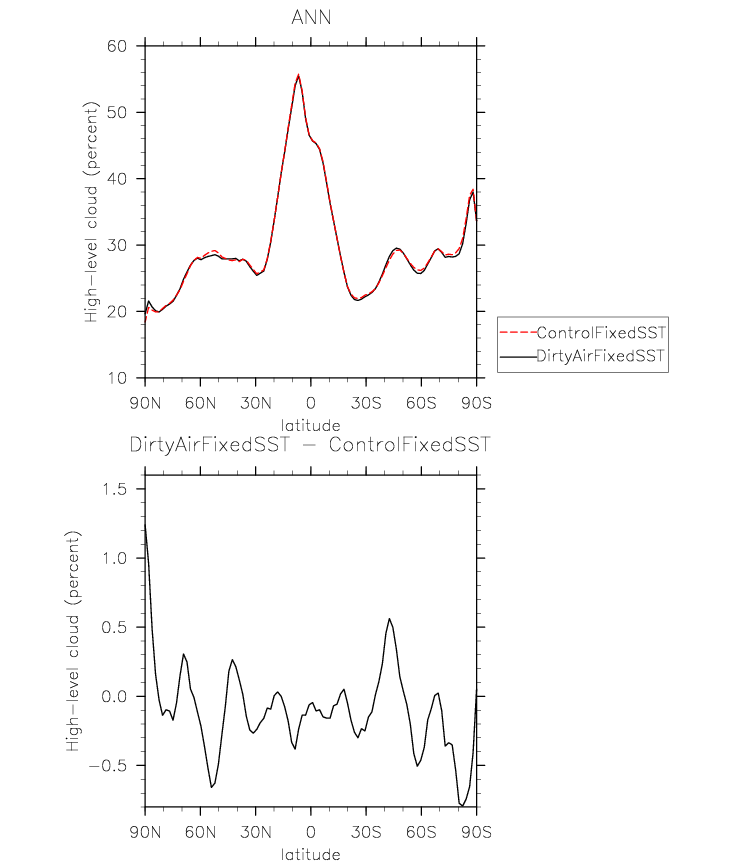 ANN
High-level cloud (percent)
60
50
40
30
20
10
90N 60N 30N 0 30S 60S 90S
latitude
ControlFixedSST
DirtyAirFixedSST
DirtyAirFixedSST - ControlFixedSST
High-level cloud (percent)
1.5
1.0
0.5
0.0
-0.5
90N 60N 30N 0 30S 60S 90S
latitude